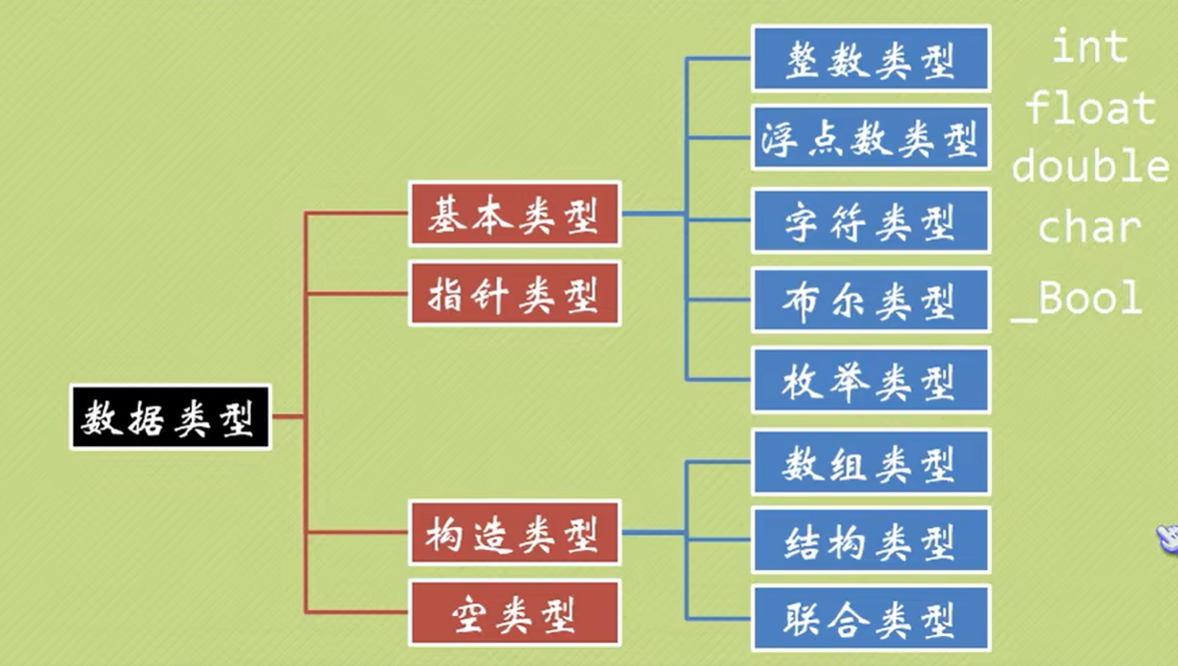 整数类型 int
浮点数类型 float
double
基本类型 字符类型 char
指针类型 布尔类型 _Bool
枚举类型
数据类型
数组类型
构造类型 结构类型
空类型 联合类型